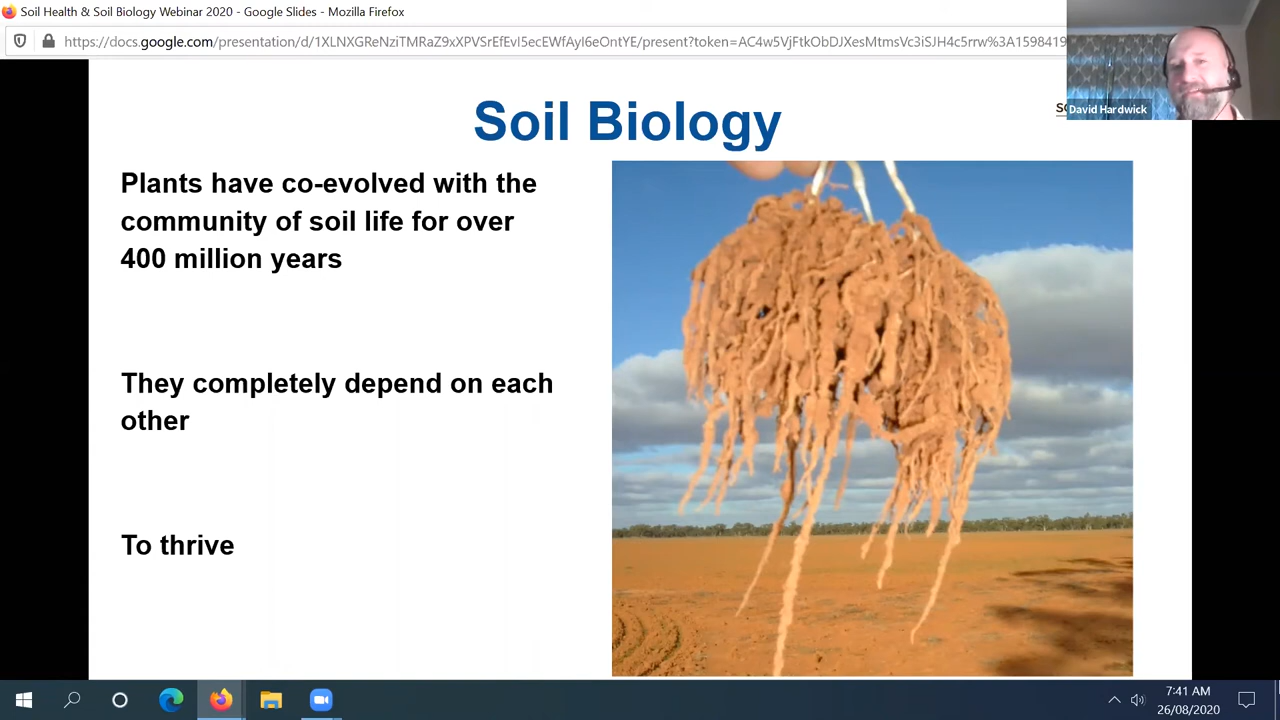 Soil Health & Soil Biology Webinar 2020 - Google Slides - Mozilla Firefox
https://docs.google.com/presentation/d/1XLNXGReNziTMRaZ9xXPVSrEfEvI5ecEWfAyI6eOntYE/present?token=AC4w5VjFtkObDJXesMtmsVc3iSJH4c5rrw%3A1598419
David Hardwick
Soil Biology
Plants have co-evolved with the
community of soil life for over
400 million years
They completely depend on each
other
To thrive
7:41 AM
26/08/2020